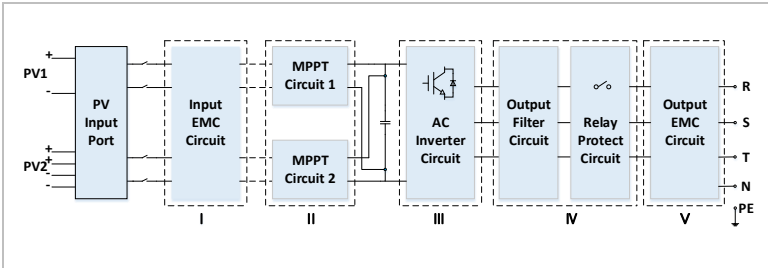 +
PV1
-
PV
Input
Port
+
+
PV2
-
-
Input
EMC
Circuit
MPPT
Circuit 1
MPPT
Circuit 2
AC
Inverter
Circuit
Output
Filter
Circuit
Relay
Protect
Circuit
Output
EMC
Circuit
R
S
T
N
PE
I
II
III
IV
V